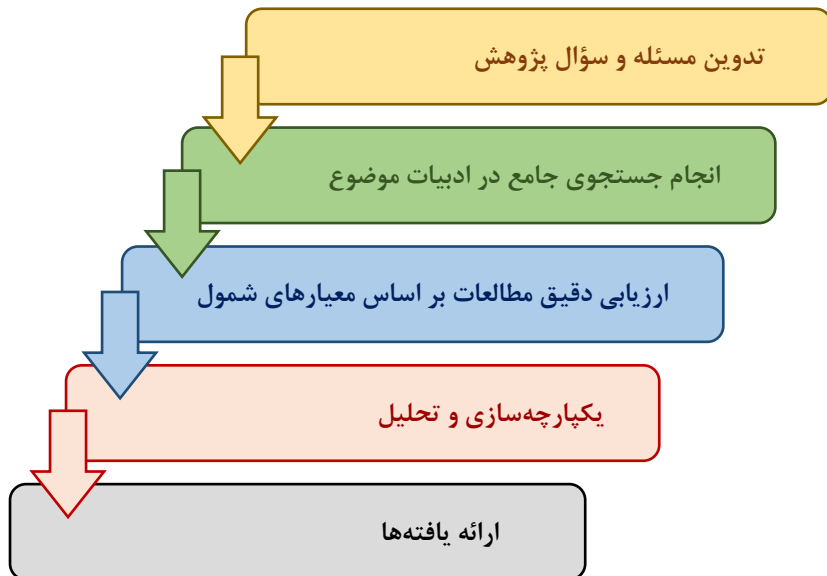 تدوین مسئله و سؤال پژوهش
انجام جستجوی جامع در ادبیات موضوع
ارزیابی دقیق مطالعات بر اساس معیارهای شمول
یکپارچه‌سازی و تحلیل
ارائه یافته‌ها